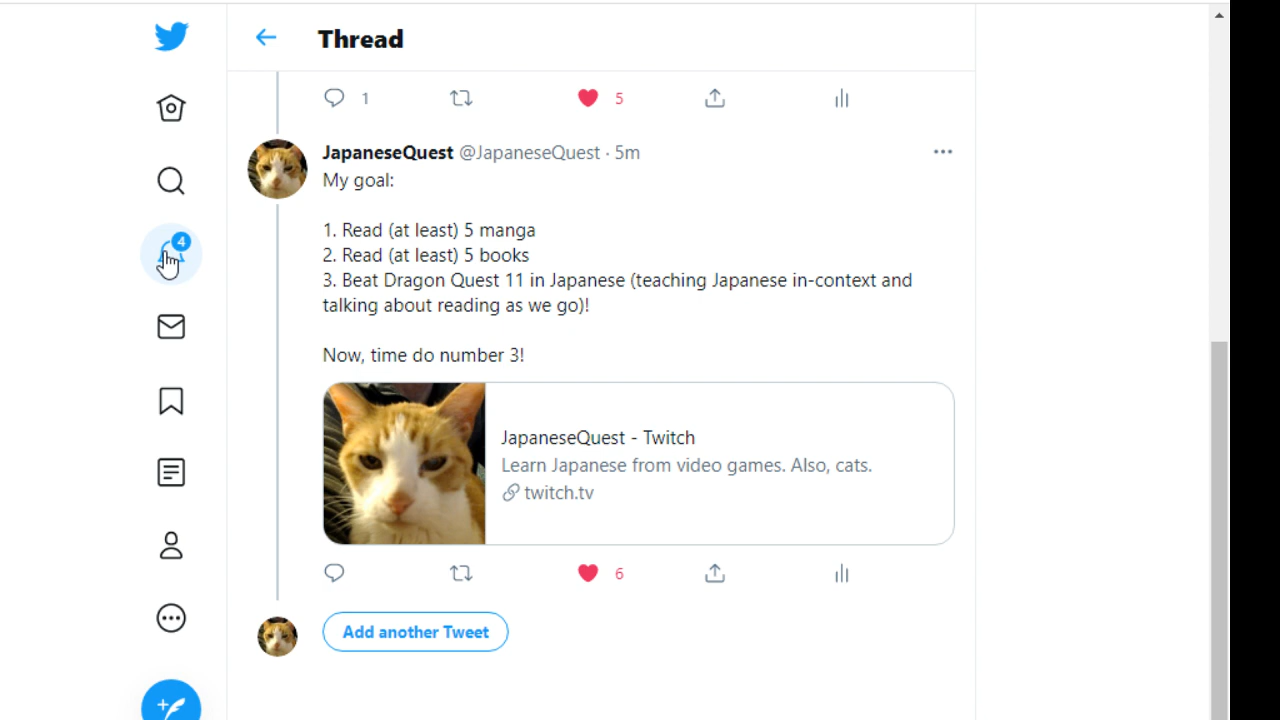 Thread
1
5
JapaneseQuest @JapaneseQuest · 5m
My goal:
4
1. Read (at least) 5 manga
2. Read (at least) 5 books
3. Beat Dragon Quest 11 in Japanese (teaching Japanese in-context and
talking about reading as we go)!
Now, time do number 3!
JapaneseQuest - Twitch
Learn Japanese from video games. Also, cats.
twitch.tv
6
Add another Tweet